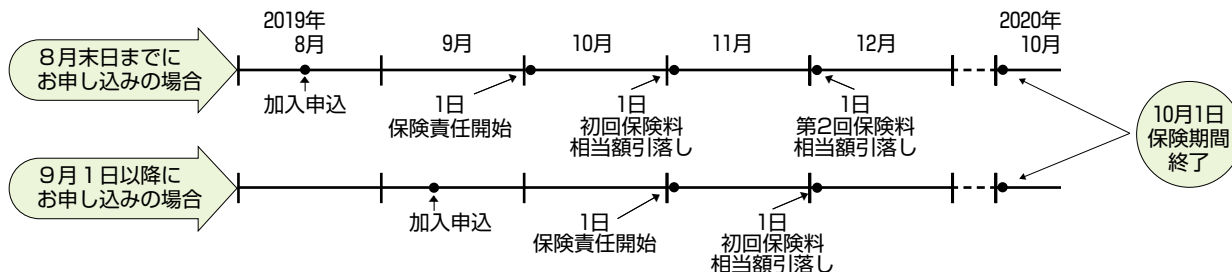 2019年
8月
9月
10月
11月
12月
2020年
10月
8月末日までに
お申し込みの場合
加入申込
1日
保険責任開始
1日
初回保険料
相当額引落し
1日
第2回保険料
相当額引落し
10月1日
保険期間
終了
9月1日以降に
お申し込みの場合
加入申込
1日
保険責任開始
1日
初回保険料
相当額引落し